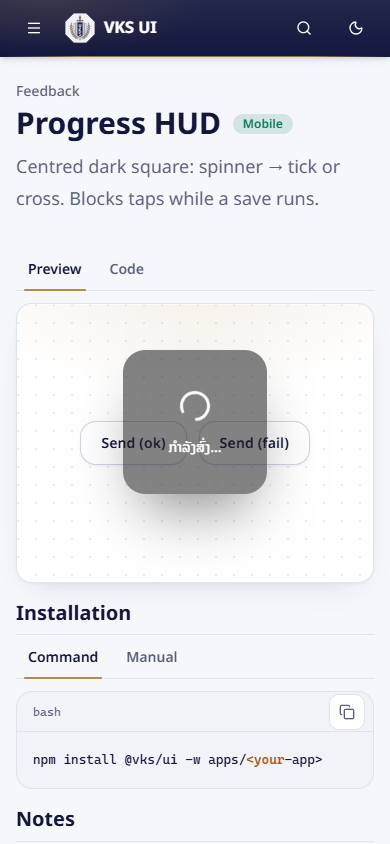 VKS UI
Feedback
Progress HUD Mobile
Centred dark square: spinner → tick or
cross. Blocks taps while a save runs.
Preview Code
Send (ok) Send (fail)
ກຳລັງສົ່ງ...
Installation
Command Manual
bash
npm install @vks/ui -w apps/<your-app>
Notes